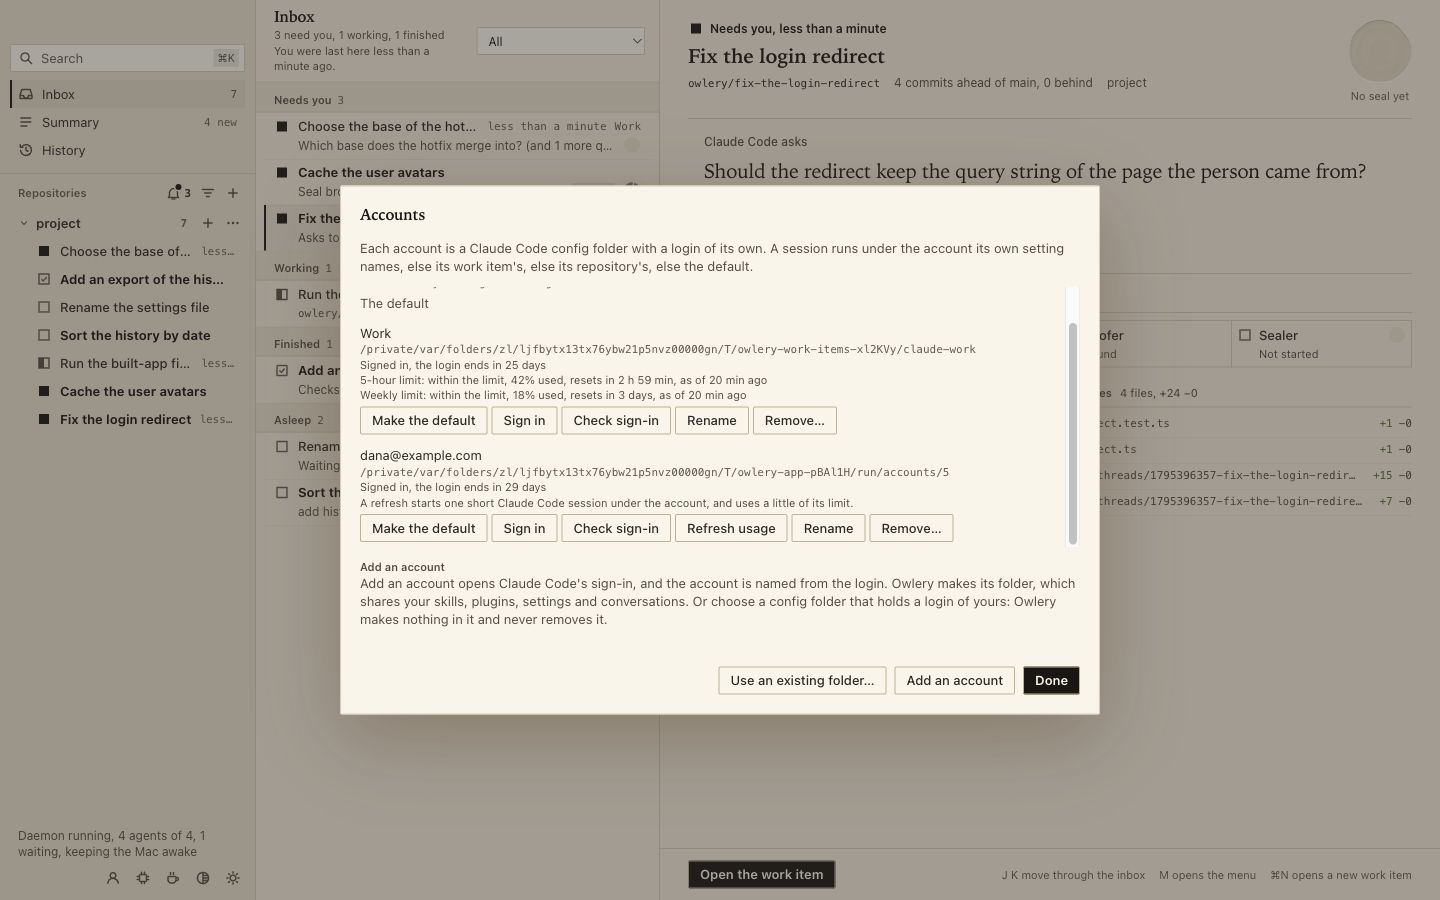 Search ⌘K
Inbox 7
Summary 4 new
History
Repositories 3
project 7
Choose the base of... less...
Add an export of the his...
Rename the settings file
Sort the history by date
Run the built-app fi... less...
Cache the user avatars
Fix the login redirect less...
Daemon running, 4 agents of 4, 1
waiting, keeping the Mac awake
Inbox
3 need you, 1 working, 1 finished
You were last here less than a
minute ago.
All
Needs you 3
Choose the base of the hot... less than a minute Work
Which base does the hotfix merge into? (and 1 more q...
Cache the user avatars
Seal bro
Fix the
Asks to
Working 1
Run the
owlery/
Finished 1
Add an
Checks
Asleep 2
Renam
Waiting
Sort th
add his
Needs you, less than a minute
Fix the login redirect
owlery/fix-the-login-redirect 4 commits ahead of main, 0 behind project
No seal yet
Claude Code asks
Should the redirect keep the query string of the page the person came from?
ofer
und
Sealer
Not started
es 4 files, +24 −0
ect.test.ts +1 −0
ect.ts +1 −0
threads/1795396357-fix-the-login-redir... +15 −0
threads/1795396357-fix-the-login-redire... +7 −0
Open the work item
J K move through the inbox M opens the menu ⌘N opens a new work item
Accounts
Each account is a Claude Code config folder with a login of its own. A session runs under the account its own setting
names, else its work item's, else its repository's, else the default.
The default
Work
/private/var/folders/zl/ljfbytx13tx76ybw21p5nvz00000gn/T/owlery-work-items-xl2KVy/claude-work
Signed in, the login ends in 25 days
5-hour limit: within the limit, 42% used, resets in 2 h 59 min, as of 20 min ago
Weekly limit: within the limit, 18% used, resets in 3 days, as of 20 min ago
Make the default Sign in Check sign-in Rename Remove...
dana@example.com
/private/var/folders/zl/ljfbytx13tx76ybw21p5nvz00000gn/T/owlery-app-pBAl1H/run/accounts/5
Signed in, the login ends in 29 days
A refresh starts one short Claude Code session under the account, and uses a little of its limit.
Make the default Sign in Check sign-in Refresh usage Rename Remove...
Add an account
Add an account opens Claude Code's sign-in, and the account is named from the login. Owlery makes its folder, which
shares your skills, plugins, settings and conversations. Or choose a config folder that holds a login of yours: Owlery
makes nothing in it and never removes it.
Use an existing folder... Add an account Done